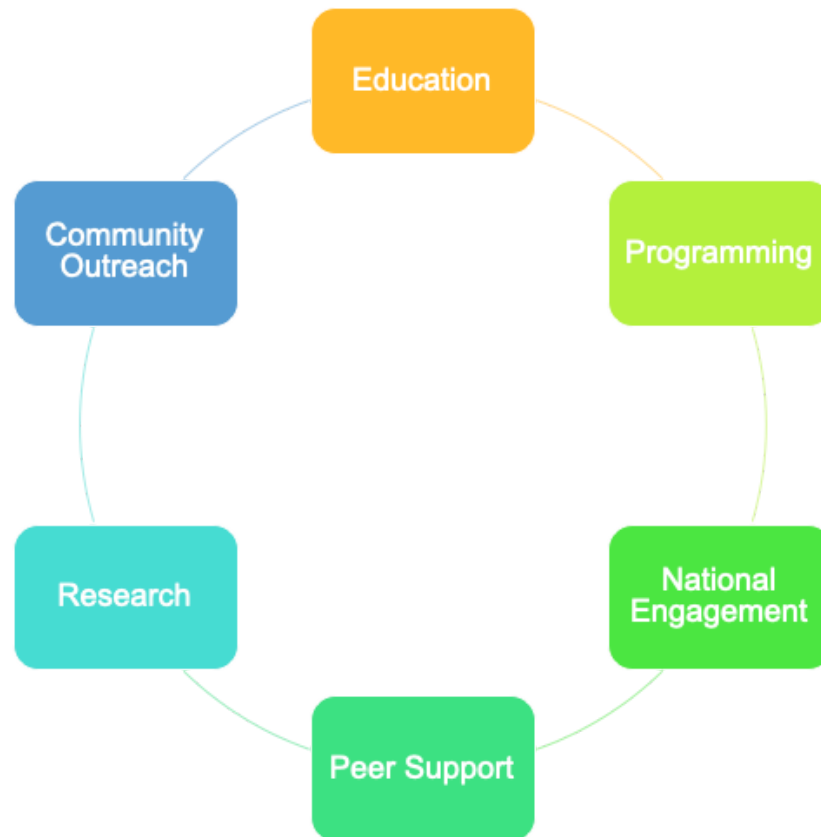 Education
Programming
National
Engagement
Peer Support
Research
Community
Outreach